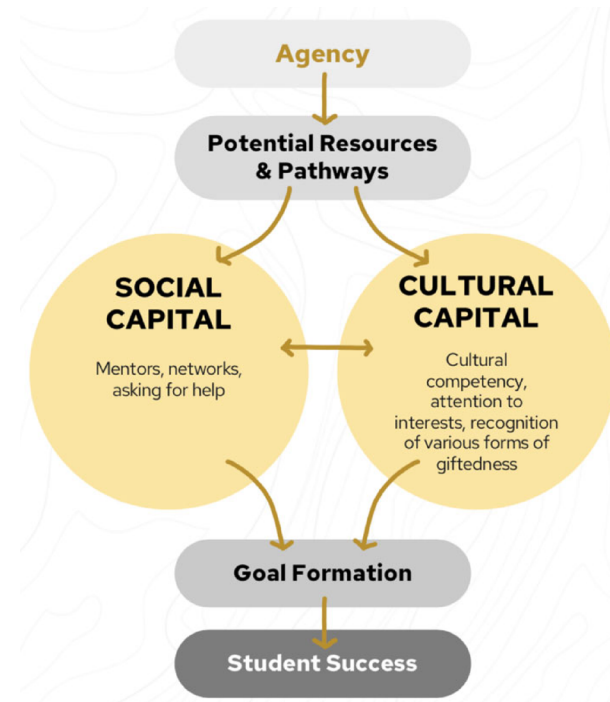 Agency
Potential Resources
& Pathways
SOCIAL
CAPITAL
Mentors, networks,
asking for help
CULTURAL
CAPITAL
Cultural
competency,
attention to
interests, recognition
of various forms of
giftedness
Goal Formation
Student Success